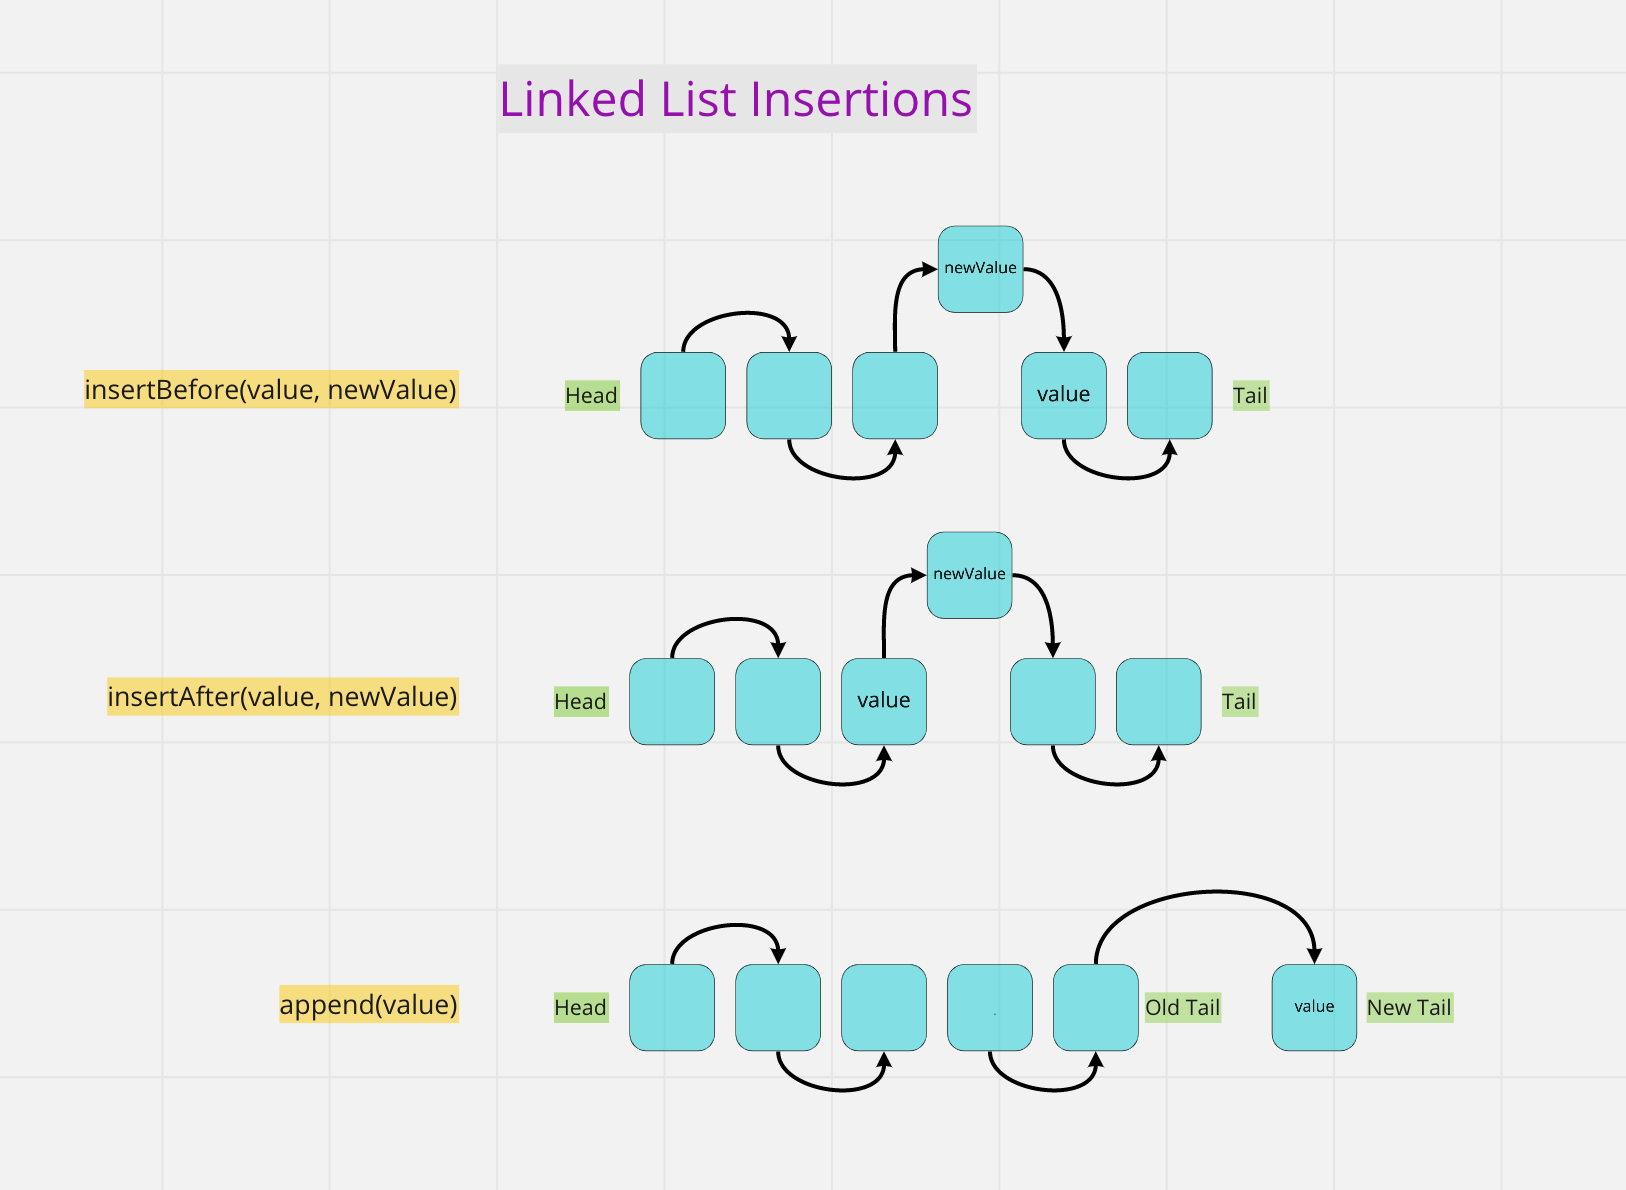 Linked List Insertions
newValue
insertBefore(value, newValue)
Head
value
Tail
newValue
insertAfter(value, newValue)
Head
value
Tail
append(value)
Head
Old Tail
value
New Tail